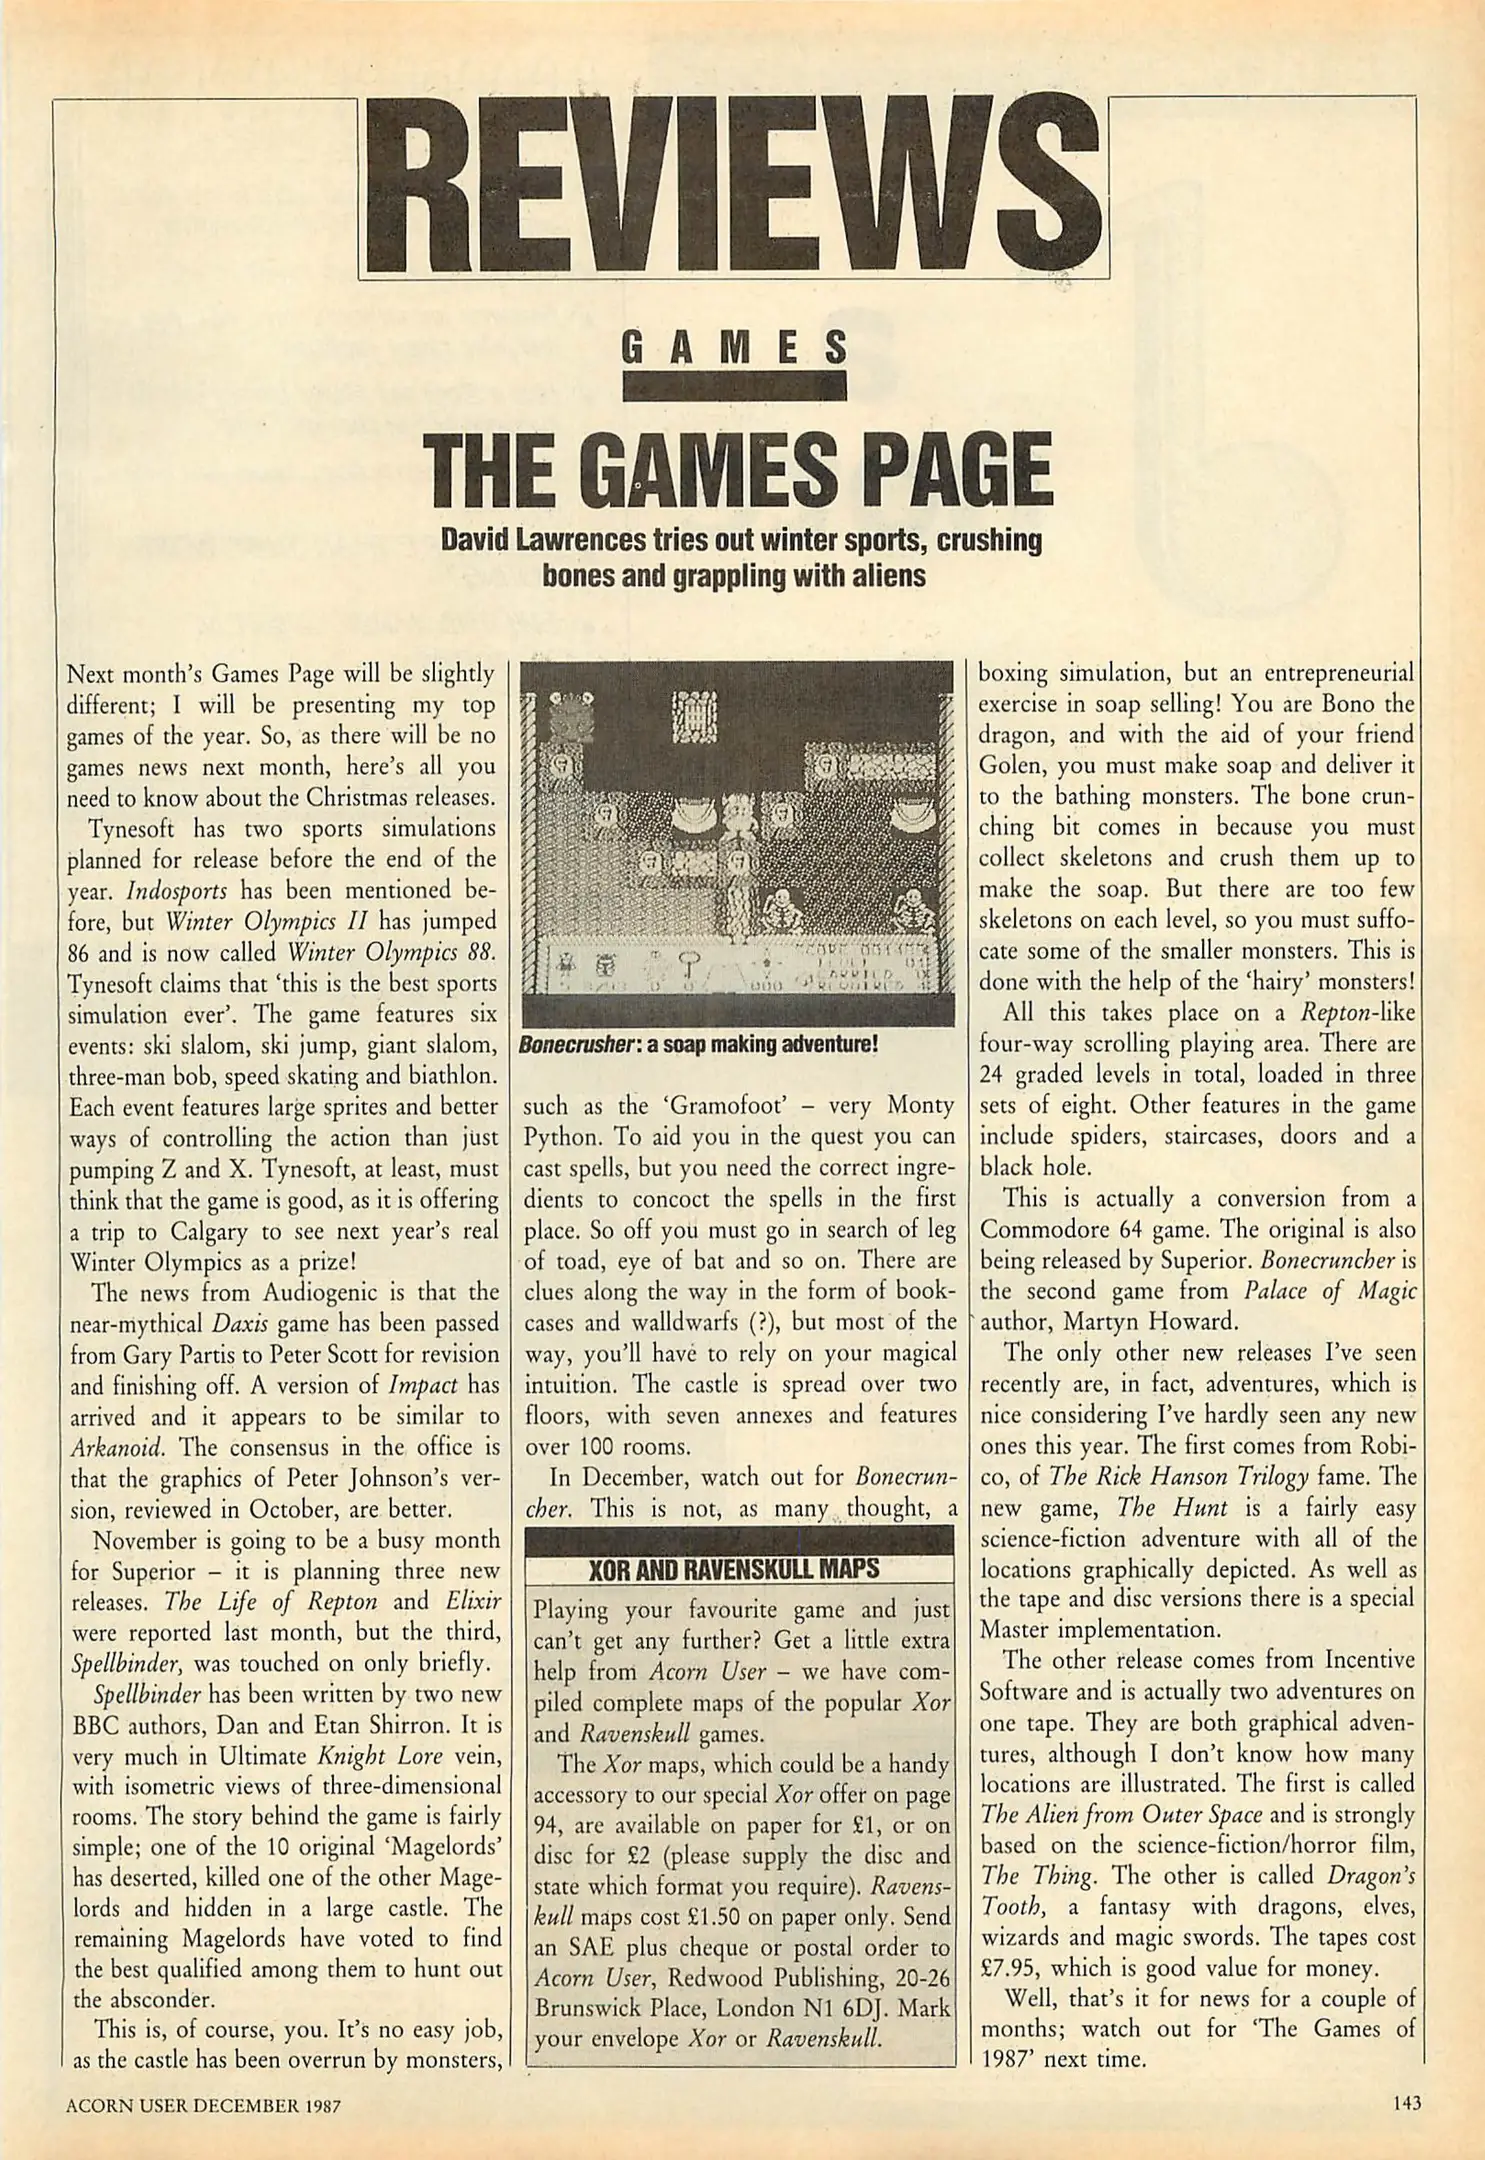 REVIEWS
GAMES
THE GAMES PAGE
David Lawrences tries out winter sports, crushing
bones and grappling with aliens
Next month's Games Page will be slightly
different; I will be presenting my top
games of the year. So, as there will be no
games news next month, here's all you
need to know about the Christmas releases.
Tynesoft has two sports simulations
planned for release before the end of the
year. Indosports has been mentioned be-
fore, but Winter Olympics II has jumped
86 and is now called Winter Olympics 88.
Tynesoft claims that ‘this is the best sports
simulation ever’. The game features six
events: ski slalom, ski jump, giant slalom,
three-man bob, speed skating and biathlon.
Each event features large sprites and better
ways of controlling the action than just
pumping Z and X. Tynesoft, at least, must
think that the game is good, as it is offering
a trip to Calgary to see next year's real
Winter Olympics as a prize!
The news from Audiogenic is that the
near-mythical Daxis game has been passed
from Gary Partis to Peter Scott for revision
and finishing off. A version of Impact has
arrived and it appears to be similar to
Arkanoid. The consensus in the office is
that the graphics of Peter Johnson's ver-
sion, reviewed in October, are better.
November is going to be a busy month
for Superior – it is planning three new
releases. The Life of Repton and Elixir
were reported last month, but the third,
Spellbinder, was touched on only briefly.
Spellbinder has been written by two new
BBC authors, Dan and Etan Shirron. It is
very much in Ultimate Knight Lore vein,
with isometric views of three-dimensional
rooms. The story behind the game is fairly
simple; one of the 10 original ‘Magelords’
has deserted, killed one of the other Mage-
lords and hidden in a large castle. The
remaining Magelords have voted to find
the best qualified among them to hunt out
the absconder.
This is, of course, you. It's no easy job,
as the castle has been overrun by monsters,
Bonecrusher: a soap making adventure!
such as the ‘Gramofoot’ – very Monty
Python. To aid you in the quest you can
cast spells, but you need the correct ingre-
dients to concoct the spells in the first
place. So off you must go in search of leg
of toad, eye of bat and so on. There are
clues along the way in the form of book-
cases and walldwarfs (?), but most of the
way, you'll have to rely on your magical
intuition. The castle is spread over two
floors, with seven annexes and features
over 100 rooms.
In December, watch out for Bonecrun-
cher. This is not, as many thought, a
XOR AND RAVENSKULL MAPS
Playing your favourite game and just
can't get any further? Get a little extra
help from Acorn User – we have com-
piled complete maps of the popular Xor
and Ravenskull games.
The Xor maps, which could be a handy
accessory to our special Xor offer on page
94, are available on paper for £1, or on
disc for £2 (please supply the disc and
state which format you require). Ravens-
kull maps cost £1.50 on paper only. Send
an SAE plus cheque or postal order to
Acorn User, Redwood Publishing, 20-26
Brunswick Place, London N1 6DJ. Mark
your envelope Xor or Ravenskull.
boxing simulation, but an entrepreneurial
exercise in soap selling! You are Bono the
dragon, and with the aid of your friend
Golen, you must make soap and deliver it
to the bathing monsters. The bone crun-
ching bit comes in because you must
collect skeletons and crush them up to
make the soap. But there are too few
skeletons on each level, so you must suffo-
cate some of the smaller monsters. This is
done with the help of the ‘hairy’ monsters!
All this takes place on a Repton-like
four-way scrolling playing area. There are
24 graded levels in total, loaded in three
sets of eight. Other features in the game
include spiders, staircases, doors and a
black hole.
This is actually a conversion from a
Commodore 64 game. The original is also
being released by Superior. Bonecruncher is
the second game from Palace of Magic
author, Martyn Howard.
The only other new releases I've seen
recently are, in fact, adventures, which is
nice considering I've hardly seen any new
ones this year. The first comes from Robi-
co, of The Rick Hanson Trilogy fame. The
new game, The Hunt is a fairly easy
science-fiction adventure with all of the
locations graphically depicted. As well as
the tape and disc versions there is a special
Master implementation.
The other release comes from Incentive
Software and is actually two adventures on
one tape. They are both graphical adven-
tures, although I don't know how many
locations are illustrated. The first is called
The Alien from Outer Space and is strongly
based on the science-fiction/horror film,
The Thing. The other is called Dragon's
Tooth, a fantasy with dragons, elves,
wizards and magic swords. The tapes cost
£7.95, which is good value for money.
Well, that's it for news for a couple of
months; watch out for ‘The Games of
1987’ next time.
ACORN USER DECEMBER 1987
143